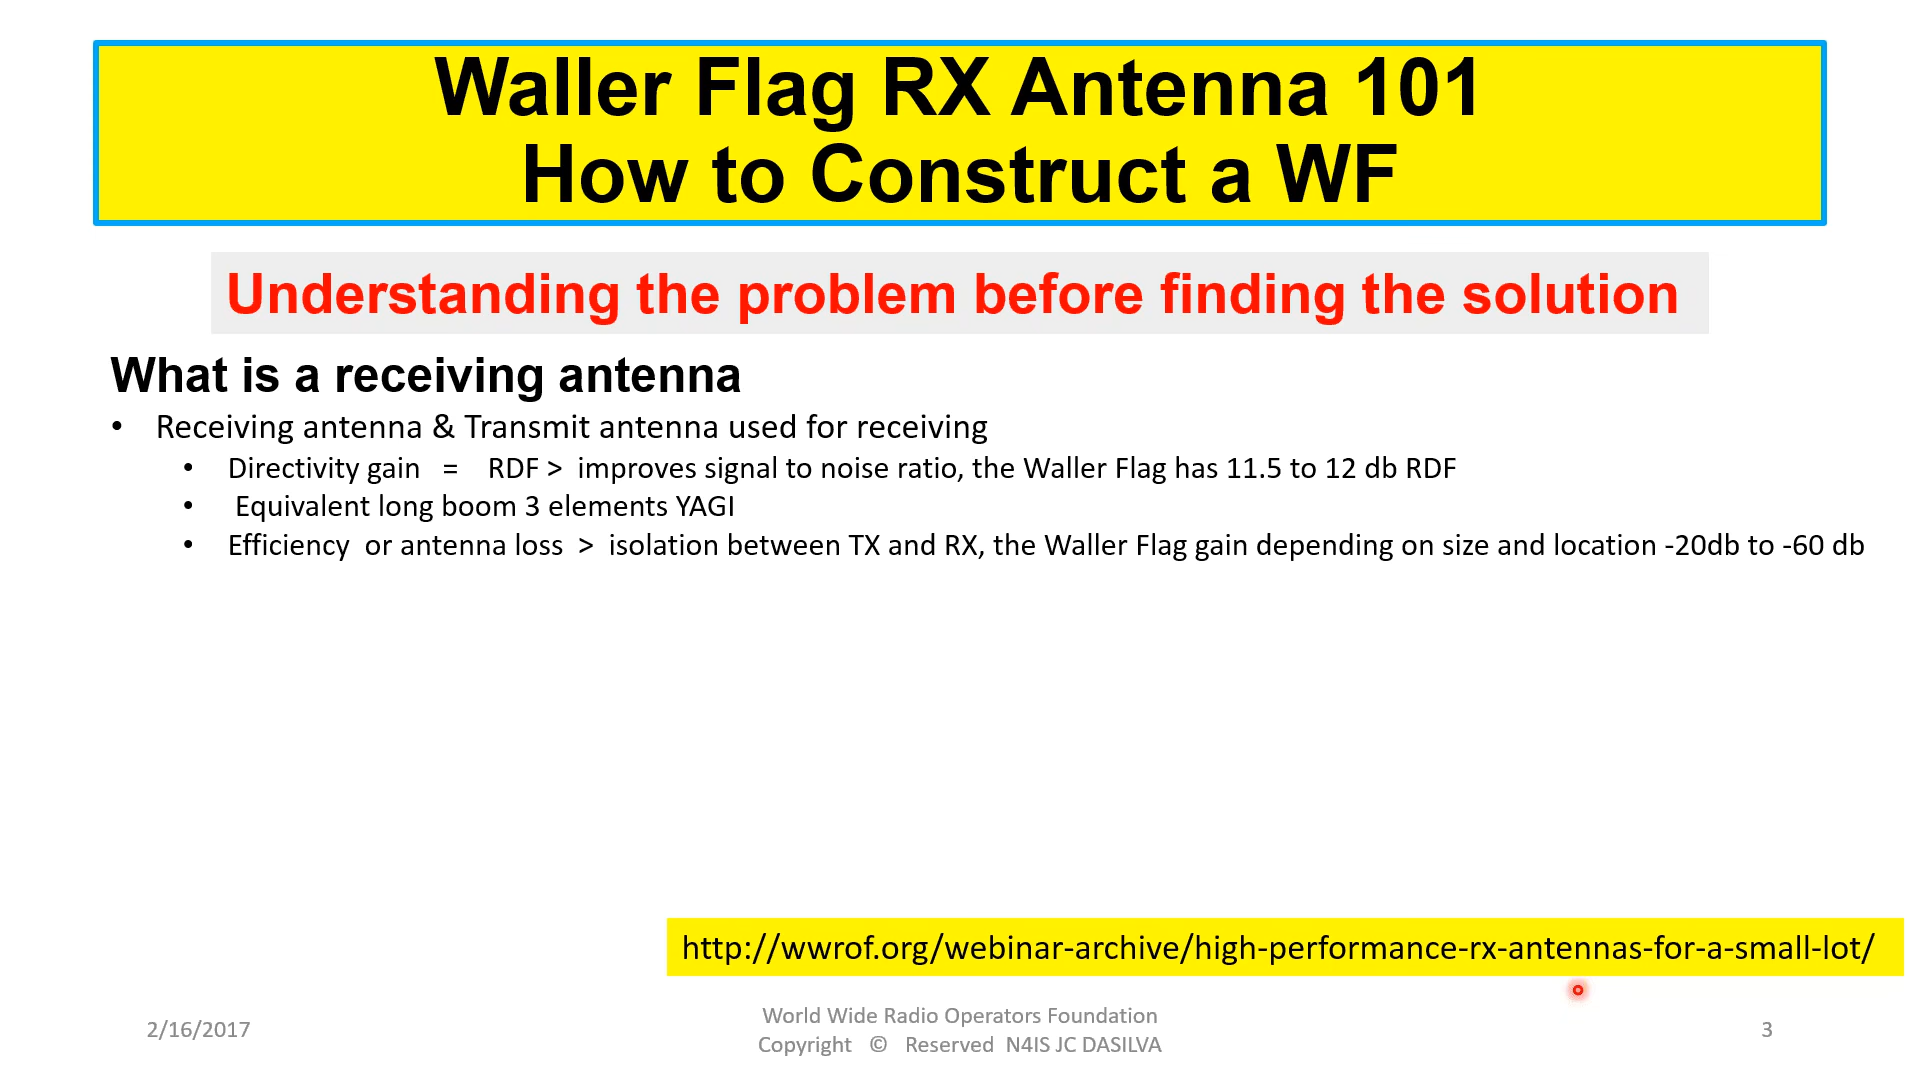 Waller Flag RX Antenna 101
How to Construct a WF
Understanding the problem before finding the solution
What is a receiving antenna
• Receiving antenna & Transmit antenna used for receiving
• Directivity gain = RDF > improves signal to noise ratio, the Waller Flag has 11.5 to 12 db RDF
• Equivalent long boom 3 elements YAGI
• Efficiency or antenna loss > isolation between TX and RX, the Waller Flag gain depending on size and location -20db to -60 db
http://wwrof.org/webinar-archive/high-performance-rx-antennas-for-a-small-lot/
2/16/2017
World Wide Radio Operators Foundation
Copyright © Reserved N4IS JC DASILVA
3